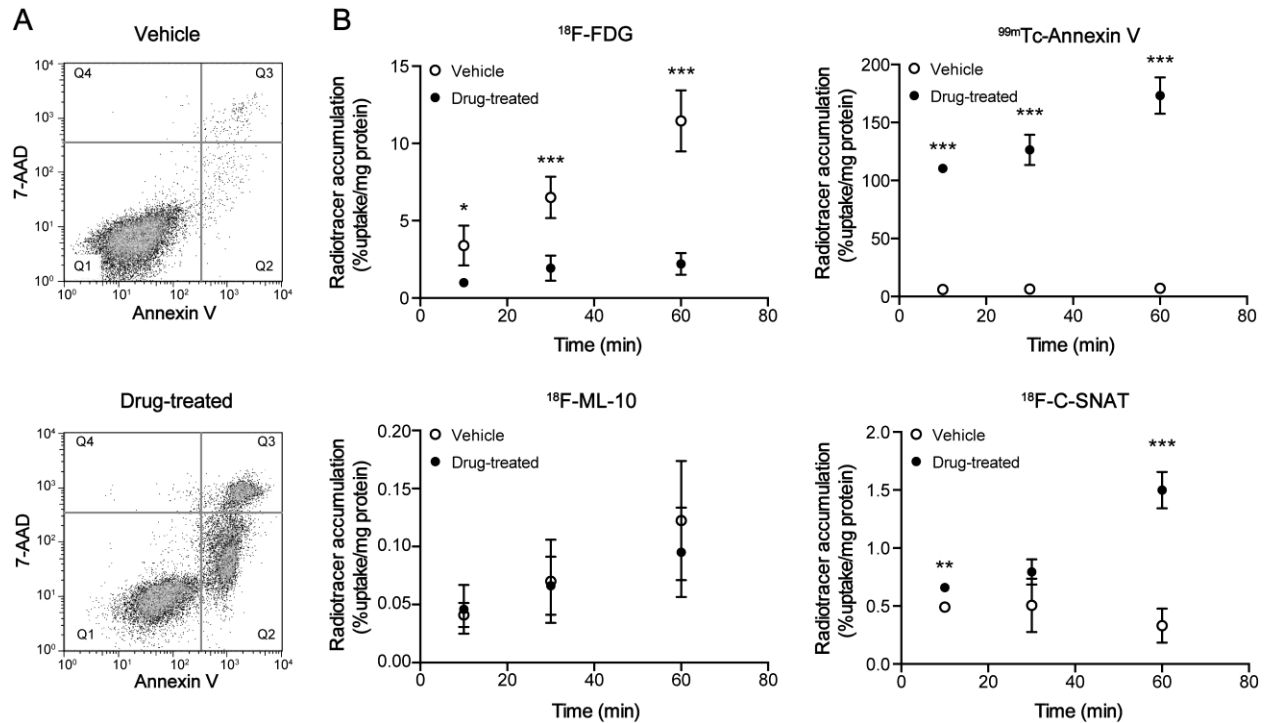 A
Vehicle
Q4
Q3
Q1
Q2
10⁴
10³
10²
10¹
10⁰
7-AAD
10⁰ 10¹ 10² 10³ 10⁴
Annexin V
Drug-treated
Q4
Q3
Q1
Q2
10⁴
10³
10²
10¹
10⁰
7-AAD
10⁰ 10¹ 10² 10³ 10⁴
Annexin V
B
¹⁸F-FDG
Vehicle
Drug-treated
Radiotracer accumulation
(%uptake/mg protein)
15
10
5
0
*
***
***
0 20 40 60 80
Time (min)
⁹⁹ᵐTc-Annexin V
Vehicle
Drug-treated
Radiotracer accumulation
(%uptake/mg protein)
200
150
100
50
0
***
***
***
0 20 40 60 80
Time (min)
¹⁸F-ML-10
Vehicle
Drug-treated
Radiotracer accumulation
(%uptake/mg protein)
0.20
0.15
0.10
0.05
0.00
0 20 40 60 80
Time (min)
¹⁸F-C-SNAT
Vehicle
Drug-treated
Radiotracer accumulation
(%uptake/mg protein)
2.0
1.5
1.0
0.5
0.0
**
***
0 20 40 60 80
Time (min)